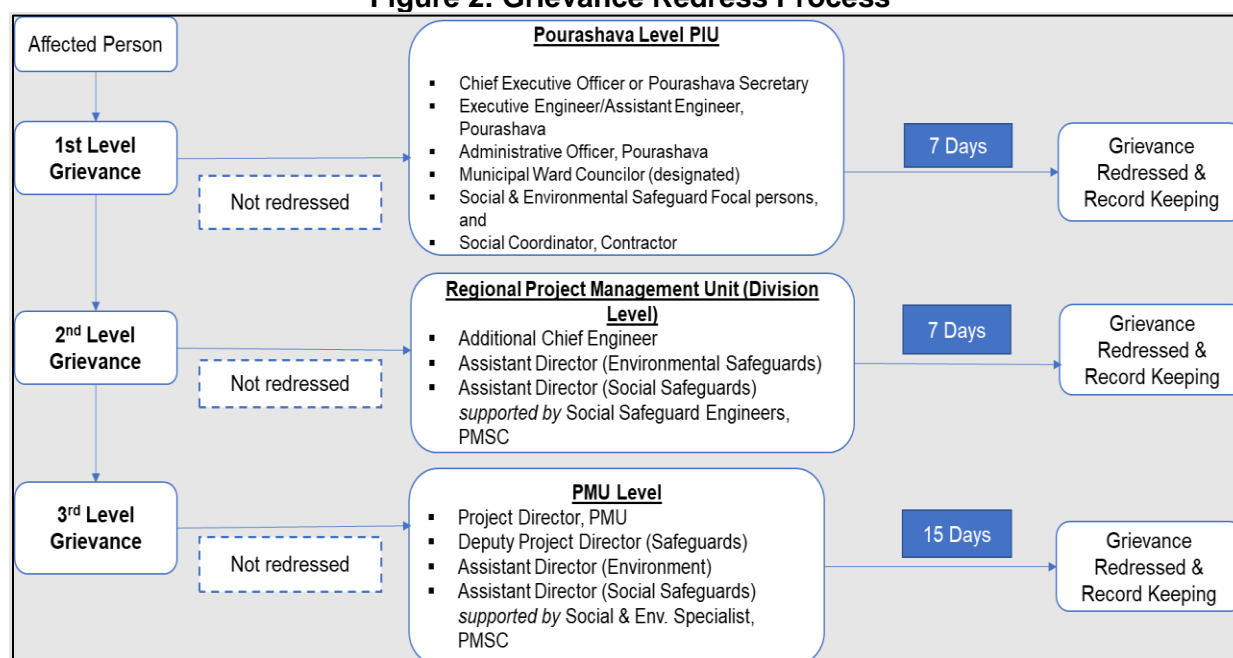 Figure 2: Grievance Redress Process
Affected Person
Pourashava Level PIU
▪ Chief Executive Officer or Pourashava Secretary
▪ Executive Engineer/Assistant Engineer,
Pourashava
▪ Administrative Officer, Pourashava
▪ Municipal Ward Councilor (designated)
▪ Social & Environmental Safeguard Focal persons,
and
▪ Social Coordinator, Contractor
1st Level
Grievance
Not redressed
7 Days
Grievance
Redressed &
Record Keeping
Regional Project Management Unit (Division
Level)
▪ Additional Chief Engineer
▪ Assistant Director (Environmental Safeguards)
▪ Assistant Director (Social Safeguards)
supported by Social Safeguard Engineers,
PMSC
2nd Level
Grievance
Not redressed
7 Days
Grievance
Redressed &
Record Keeping
PMU Level
▪ Project Director, PMU
▪ Deputy Project Director (Safeguards)
▪ Assistant Director (Environment)
▪ Assistant Director (Social Safeguards)
supported by Social & Env. Specialist,
PMSC
3rd Level
Grievance
Not redressed
15 Days
Grievance
Redressed &
Record Keeping